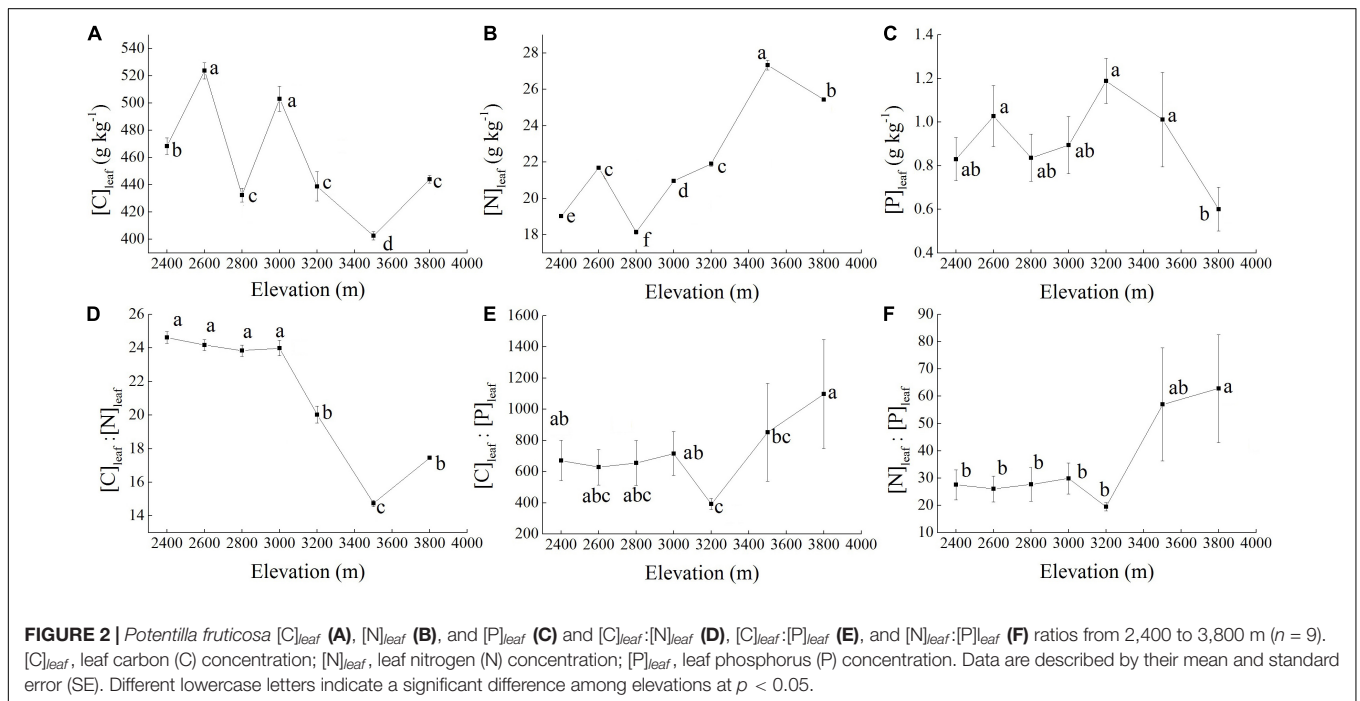 A
540
520
500
480
460
440
420
400
[C]leaf (g kg-1)
b
a
c
a
c
d
c
2400 2600 2800 3000 3200 3400 3600 3800 4000
Elevation (m)
B
28
26
24
22
20
18
[N]leaf (g kg-1)
e
c
f
d
c
a
b
2400 2600 2800 3000 3200 3400 3600 3800 4000
Elevation (m)
C
1.4
1.2
1.0
0.8
0.6
0.4
[P]leaf (g kg-1)
ab
a
ab
ab
a
a
b
2400 2600 2800 3000 3200 3400 3600 3800 4000
Elevation (m)
D
26
24
22
20
18
16
14
[C]leaf :[N]leaf
a
a
a
a
b
c
b
2400 2600 2800 3000 3200 3400 3600 3800 4000
Elevation (m)
E
1600
1400
1200
1000
800
600
400
200
[C]leaf : [P]leaf
ab
abc
abc
ab
c
bc
a
2400 2600 2800 3000 3200 3400 3600 3800 4000
Elevation (m)
F
90
80
70
60
50
40
30
20
10
[N]leaf : [P]leaf
b
b
b
b
b
ab
a
2400 2600 2800 3000 3200 3400 3600 3800 4000
Elevation (m)
FIGURE 2 | Potentilla fruticosa [C]leaf (A), [N]leaf (B), and [P]leaf (C) and [C]leaf:[N]leaf (D), [C]leaf:[P]leaf (E), and [N]leaf:[P]leaf (F) ratios from 2,400 to 3,800 m (n = 9).
[C]leaf, leaf carbon (C) concentration; [N]leaf, leaf nitrogen (N) concentration; [P]leaf, leaf phosphorus (P) concentration. Data are described by their mean and standard
error (SE). Different lowercase letters indicate a significant difference among elevations at p < 0.05.